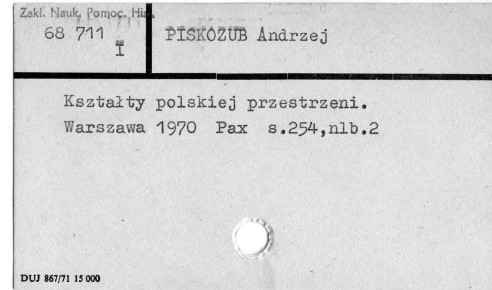 Zakł. Nauk. Pomoc. His.
68 711
I
PISKOZUB Andrzej
Kształty polskiej przestrzeni.
Warszawa 1970 Pax s.254,nlb.2
DUJ 867/71 15 000